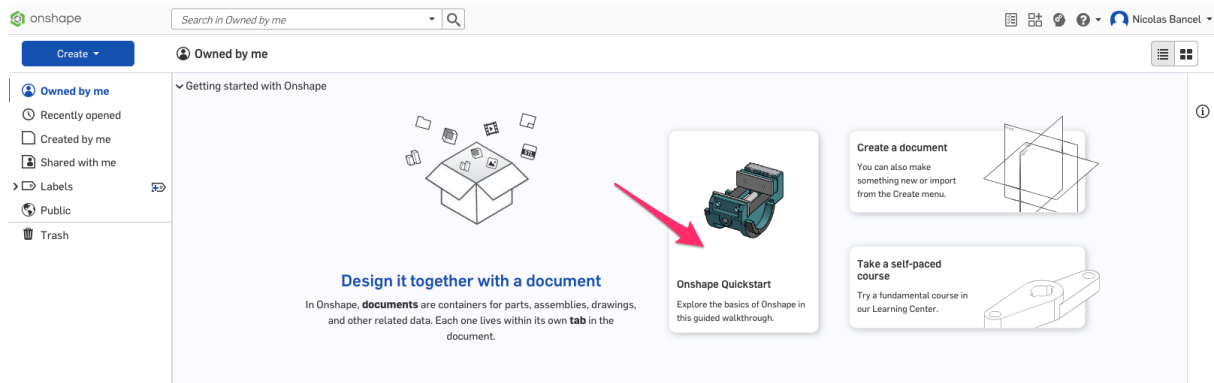 onshape
Search in Owned by me
Nicolas Bancel
Create
Owned by me
Owned by me
Recently opened
Created by me
Shared with me
Labels
Public
Trash
Getting started with Onshape
STL
Design it together with a document
In Onshape, documents are containers for parts, assemblies, drawings,
and other related data. Each one lives within its own tab in the
document.
Onshape Quickstart
Explore the basics of Onshape in
this guided walkthrough.
Create a document
You can also make
something new or import
from the Create menu.
Take a self-paced
course
Try a fundamental course in
our Learning Center.